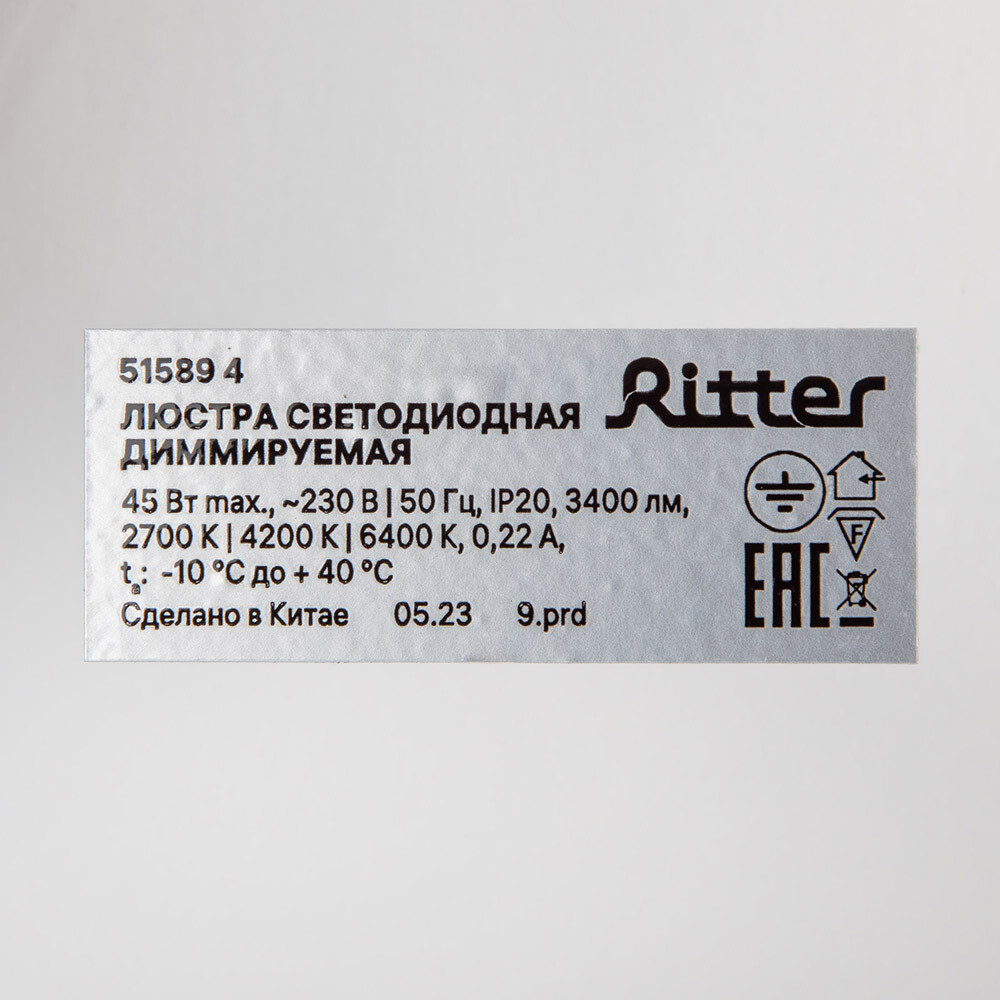 51589 4
Ritter
ЛЮСТРА СВЕТОДИОДНАЯ
ДИММИРУЕМАЯ
45 Вт max., ~230 В | 50 Гц, IP20, 3400 лм,
2700 К | 4200 К | 6400 К, 0,22 А,
tₐ: -10 °С до + 40 °С
Сделано в Китае 05.23 9.prd
F
EAC